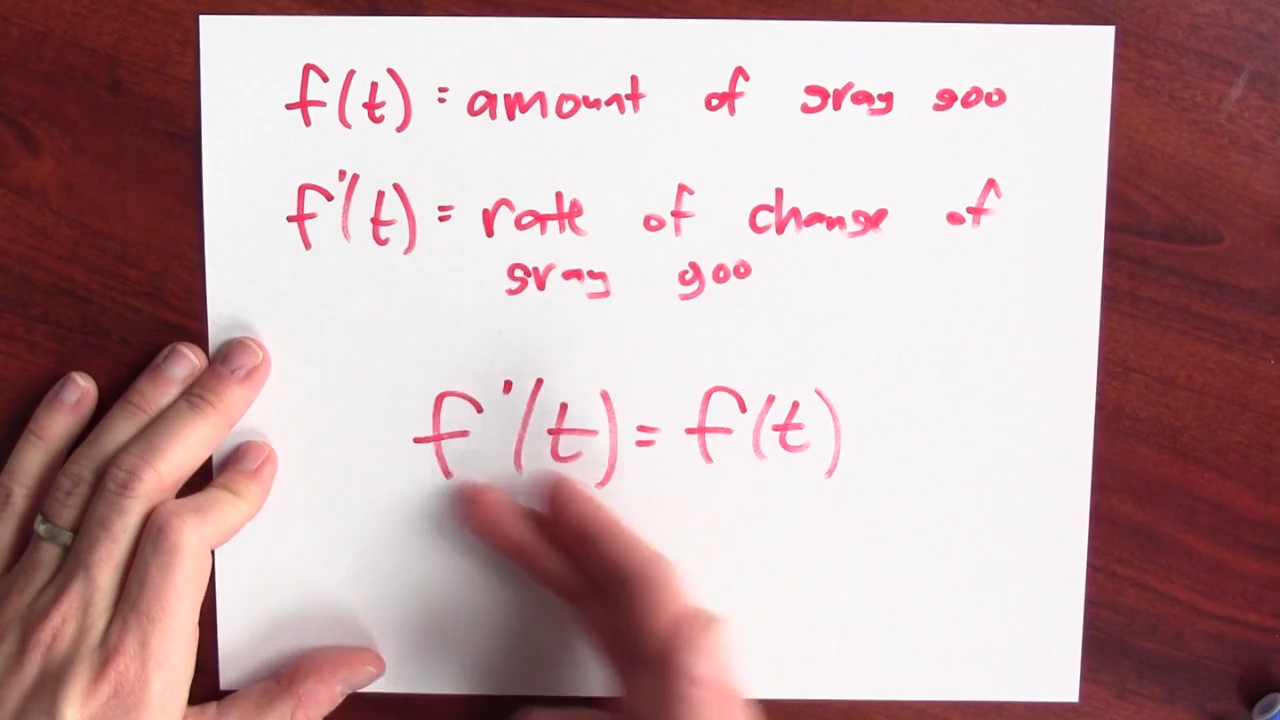 f(t) = amount of gray goo
f'(t) = rate of change of
gray goo
f'(t) = f(t)